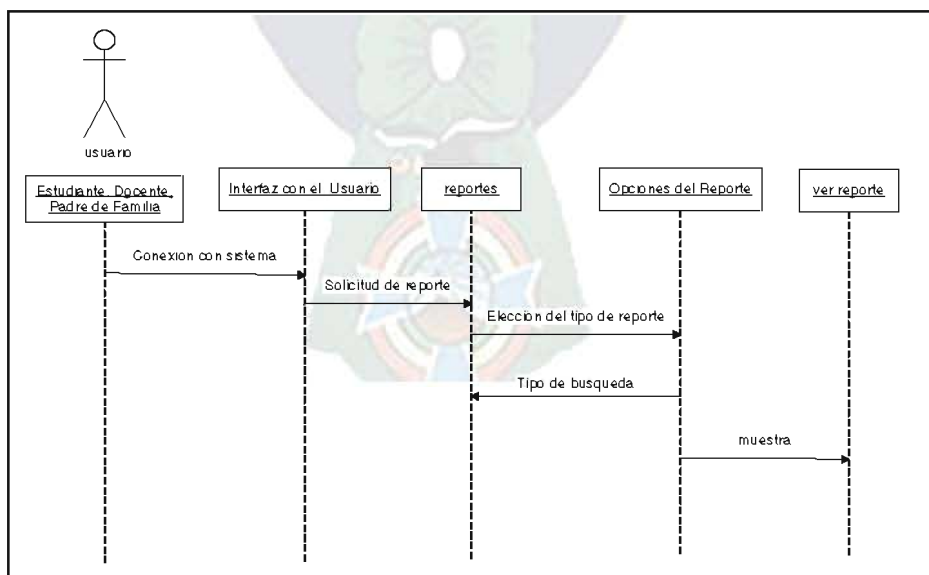 usuario
Estudiante, Docente,
Padre de Familia
Interfaz con el Usuario
reportes
Opciones del Reporte
ver reporte
Conexion con sistema
Solicitud de reporte
Eleccion del tipo de reporte
Tipo de busqueda
muestra